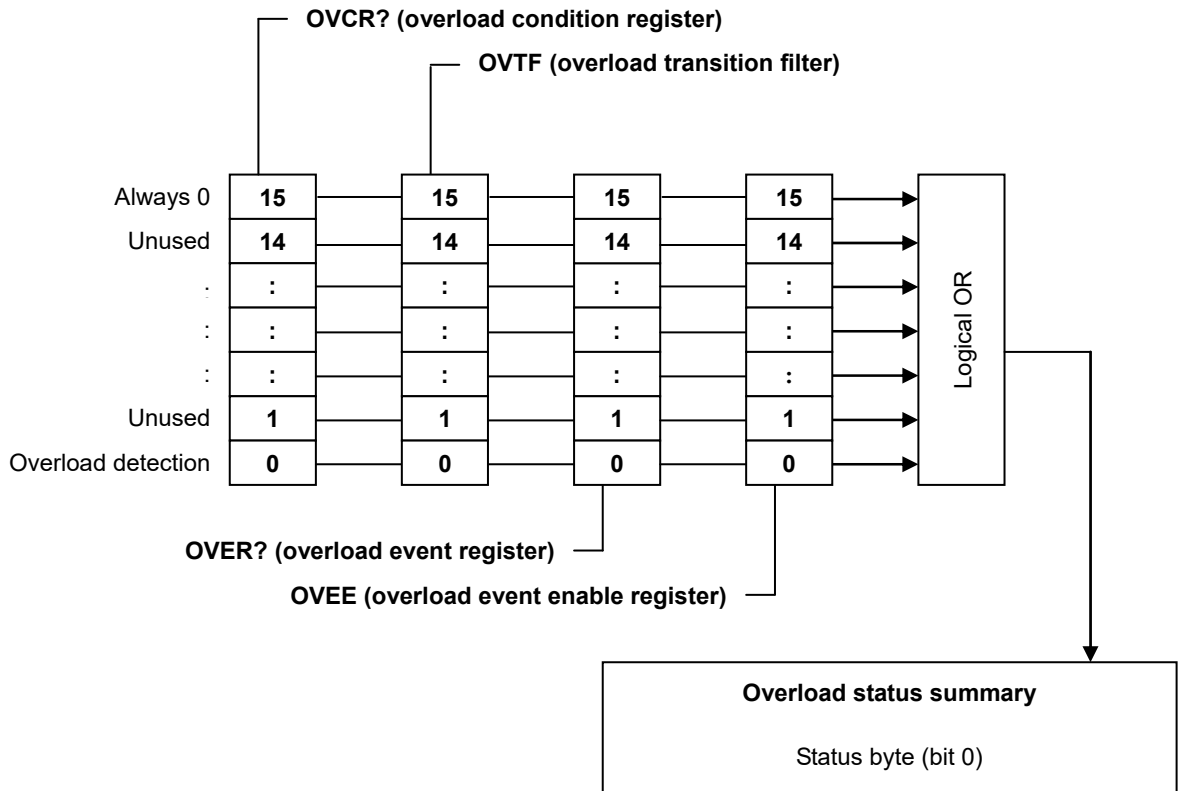 OVCR? (overload condition register)
OVTF (overload transition filter)
Always 0 15 15 15 15
Unused 14 14 14 14
: : : : :
: : : : :
: : : : :
Unused 1 1 1 1
Overload detection 0 0 0 0
Logical OR
OVER? (overload event register)
OVEE (overload event enable register)
Overload status summary
Status byte (bit 0)